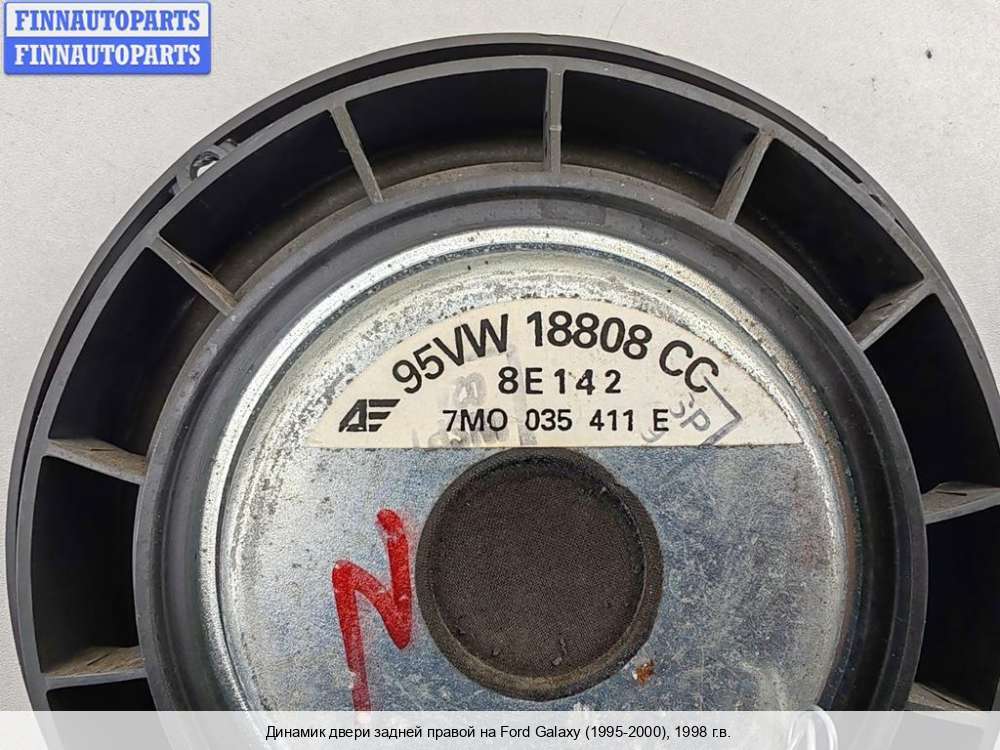 FINNAUTOPARTS
FINNAUTOPARTS
95VW 18808 CC
8E142
AE 7M0 035 411 E
SP
N
Динамик двери задней правой на Ford Galaxy (1995-2000), 1998 г.в.